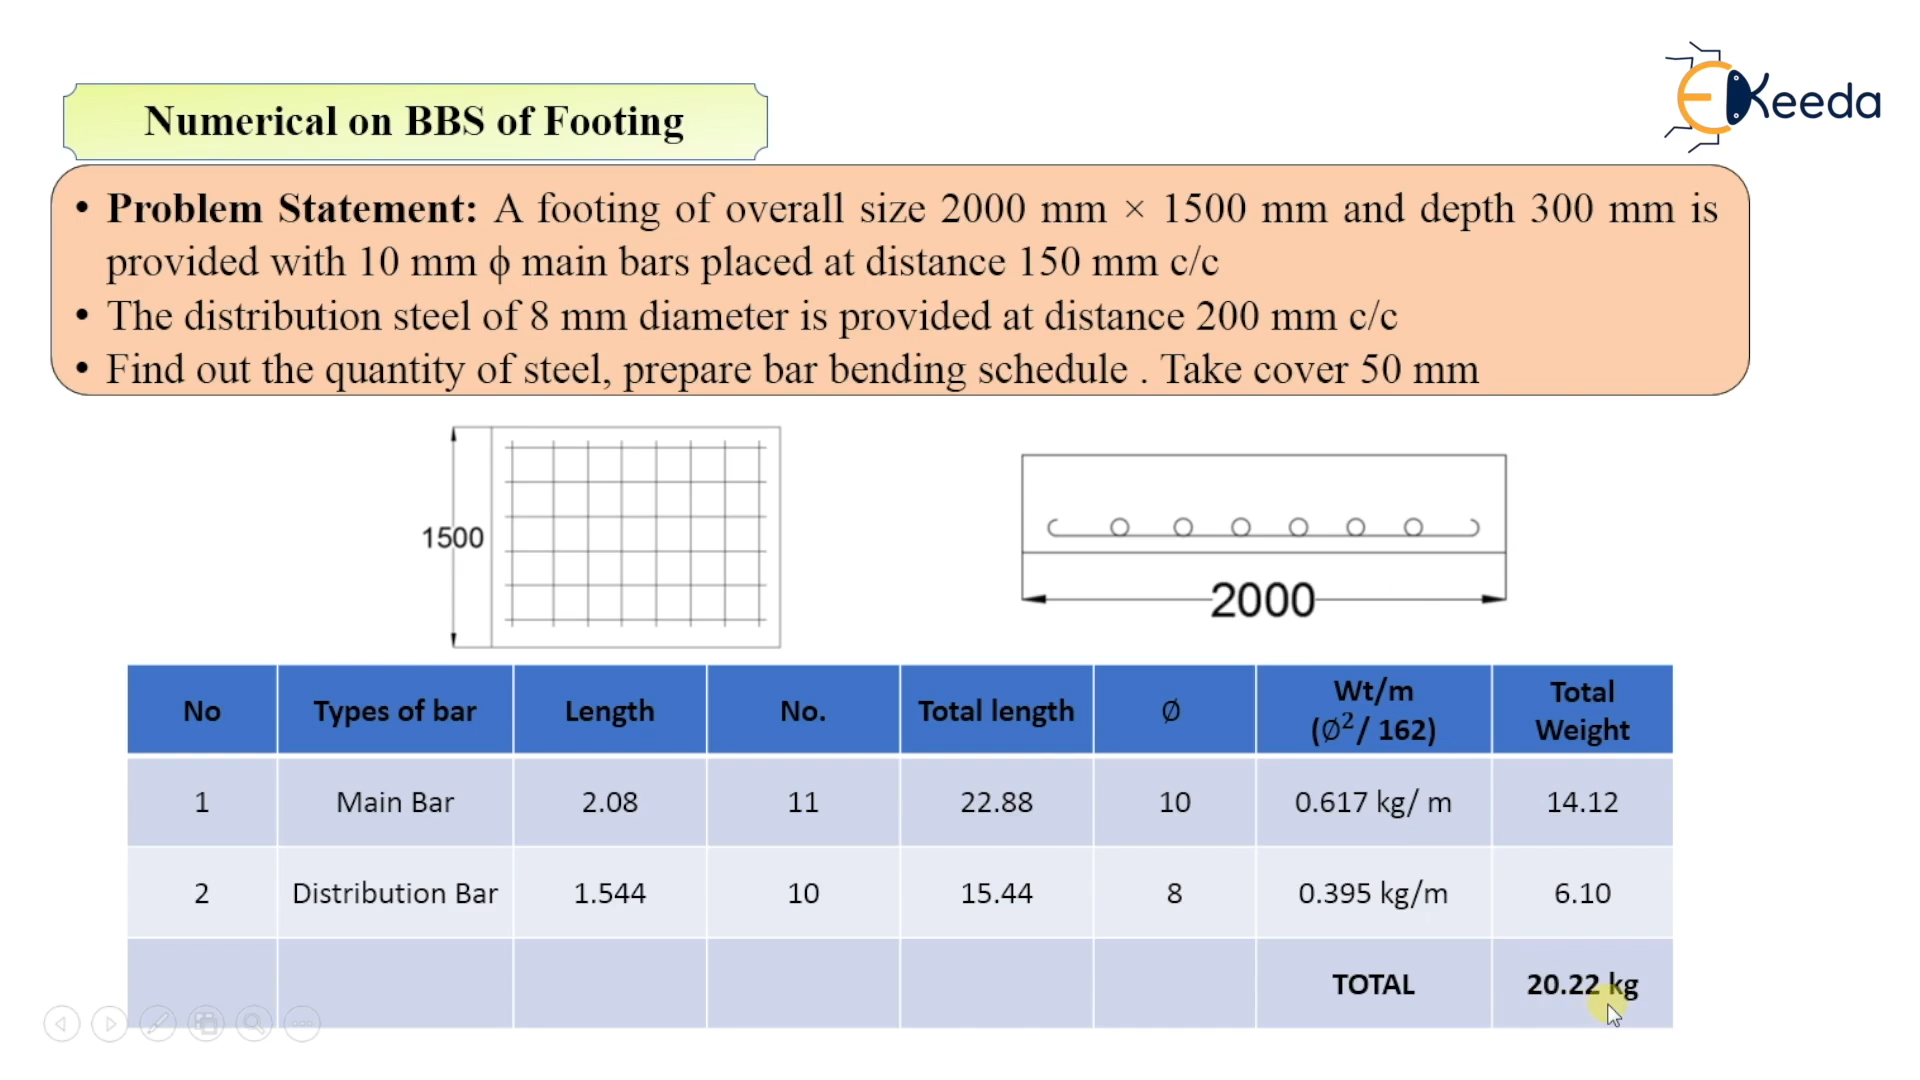 EKeeda
Numerical on BBS of Footing
• Problem Statement: A footing of overall size 2000 mm × 1500 mm and depth 300 mm is
provided with 10 mm ϕ main bars placed at distance 150 mm c/c
• The distribution steel of 8 mm diameter is provided at distance 200 mm c/c
• Find out the quantity of steel, prepare bar bending schedule . Take cover 50 mm
1500
2000
No Types of bar Length No. Total length Ø Wt/m (Ø²/ 162) Total Weight
1 Main Bar 2.08 11 22.88 10 0.617 kg/ m 14.12
2 Distribution Bar 1.544 10 15.44 8 0.395 kg/m 6.10
TOTAL 20.22 kg